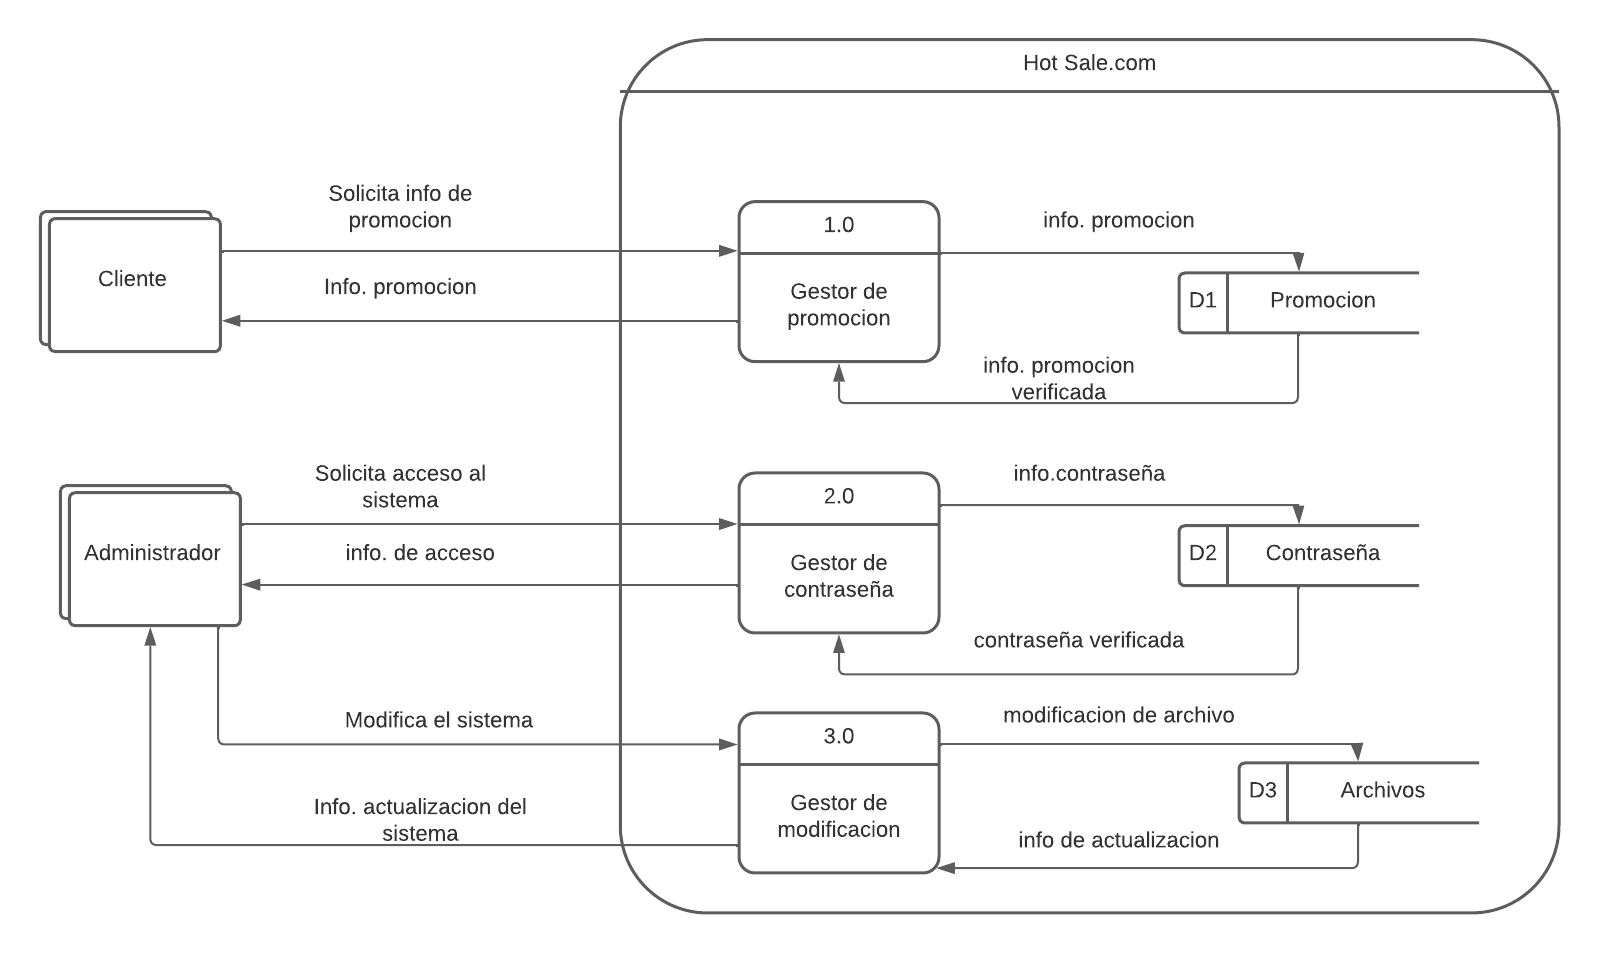 Hot Sale.com
Solicita info de
promocion
Cliente
Info. promocion
1.0
Gestor de
promocion
info. promocion
D1
Promocion
info. promocion
verificada
Solicita acceso al
sistema
Administrador
info. de acceso
2.0
Gestor de
contraseña
info.contraseña
D2
Contraseña
contraseña verificada
Modifica el sistema
Info. actualizacion del
sistema
3.0
Gestor de
modificacion
modificacion de archivo
D3
Archivos
info de actualizacion